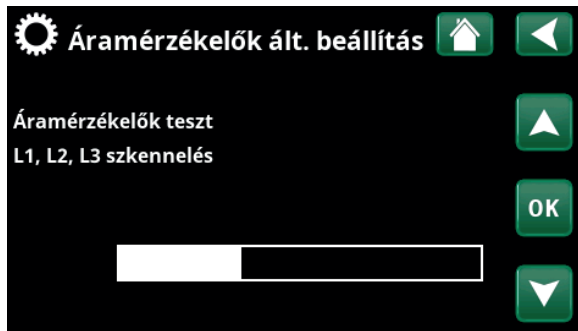 Áramérzékelők ált. beállítás
Áramérzékelők teszt
L1, L2, L3 szkennelés
OK